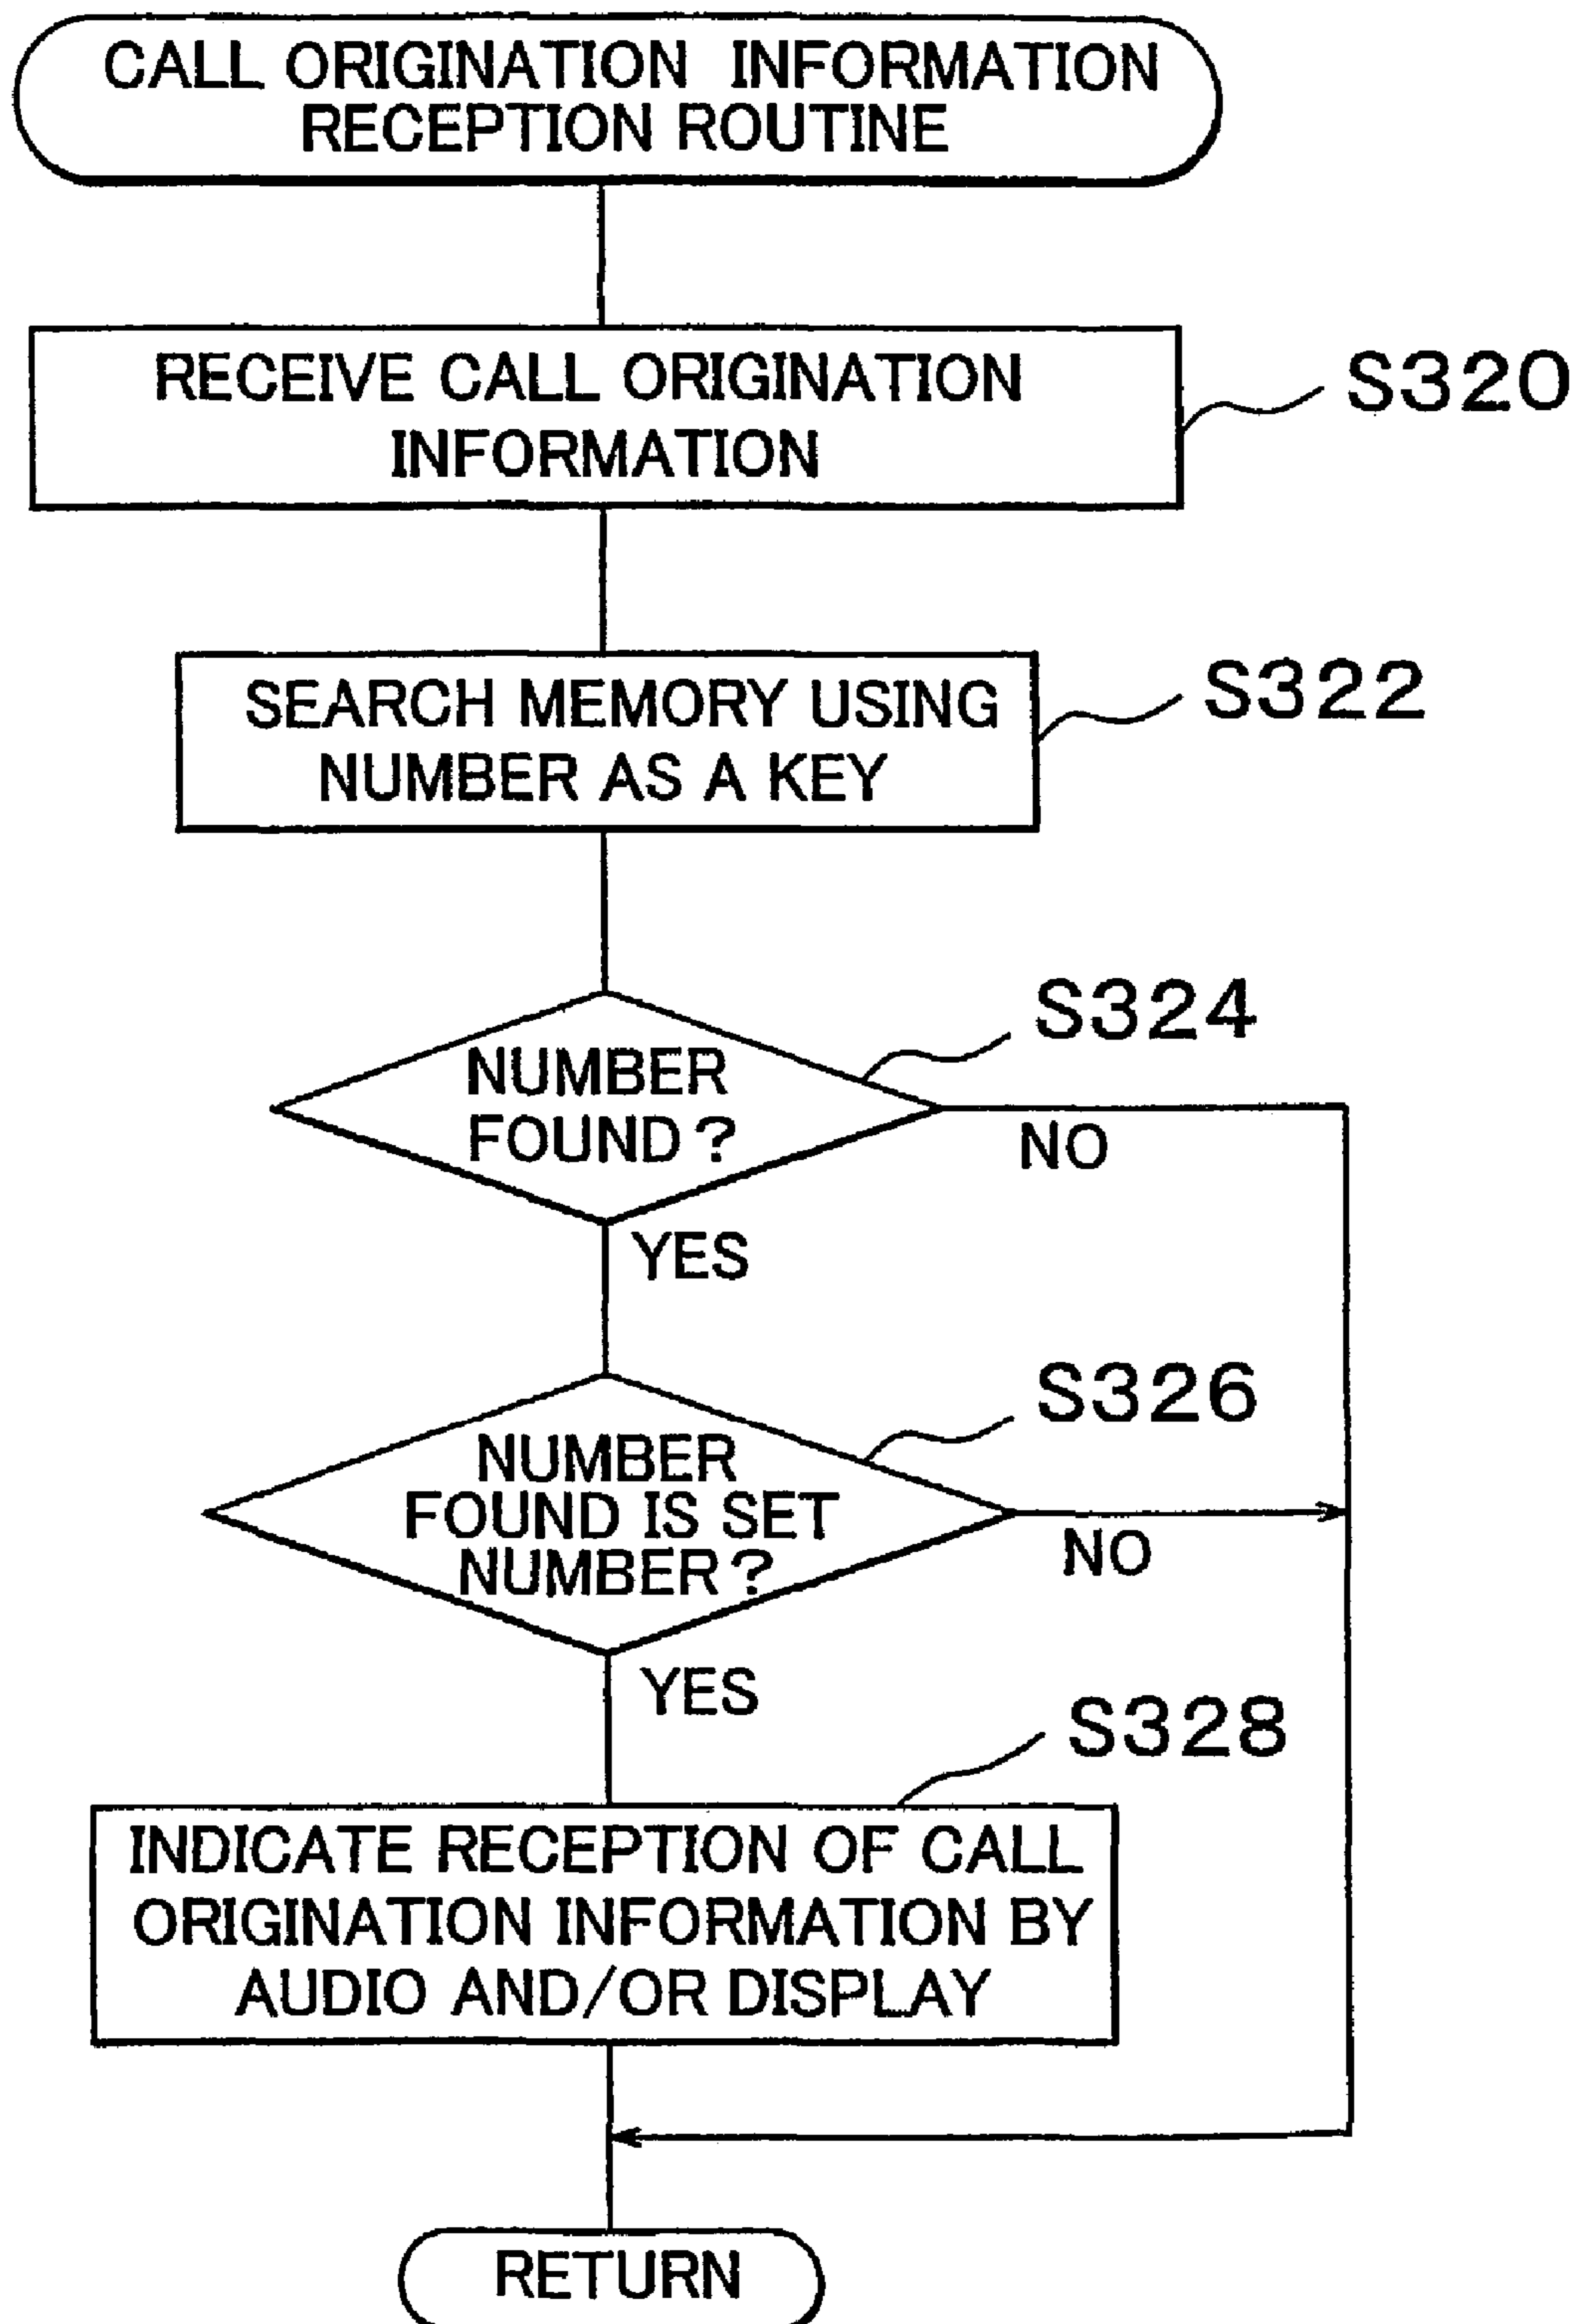 CALL ORIGINATION INFORMATION
RECEPTION ROUTINE
RECEIVE CALL ORIGINATION
INFORMATION
S320
SEARCH MEMORY USING
NUMBER AS A KEY
S322
NUMBER
FOUND?
S324
NO
YES
NUMBER
FOUND IS SET
NUMBER?
S326
NO
YES
S328
INDICATE RECEPTION OF CALL
ORIGINATION INFORMATION BY
AUDIO AND/OR DISPLAY
RETURN